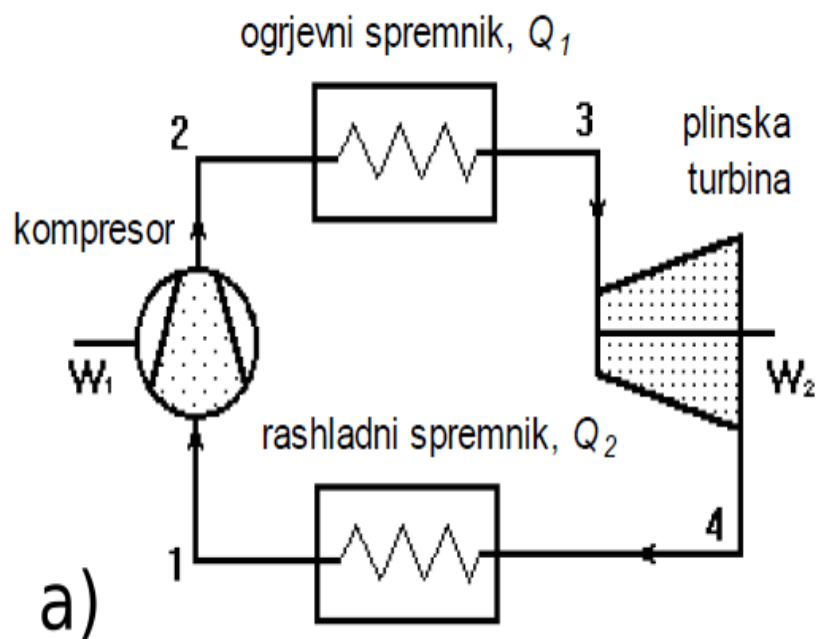 ogrjevni spremnik, Q1
2
3
plinska
turbina
kompresor
W1
W2
rashladni spremnik, Q2
1
4
a)